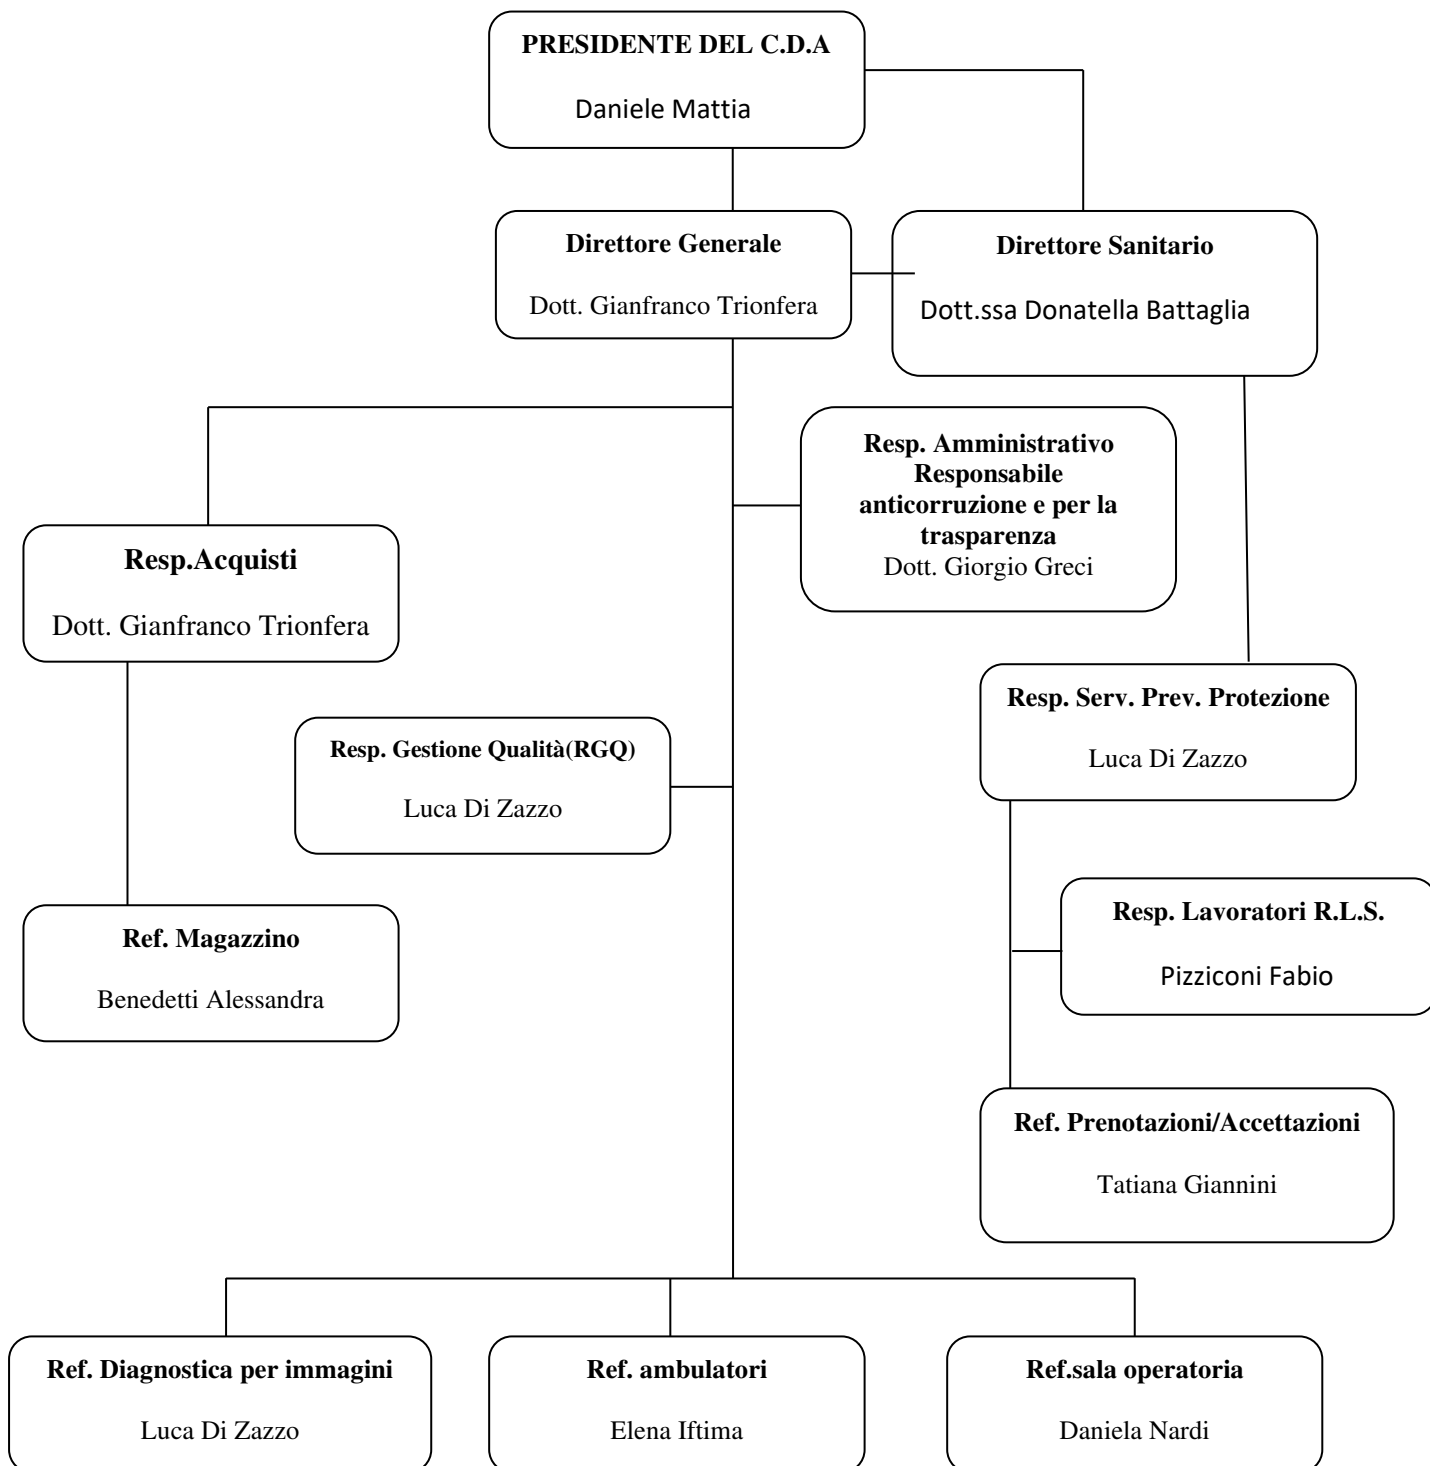 PRESIDENTE DEL C.D.A
Daniele Mattia
Direttore Generale
Dott. Gianfranco Trionfera
Direttore Sanitario
Dott.ssa Donatella Battaglia
Resp. Amministrativo
Responsabile
anticorruzione e per la
trasparenza
Dott. Giorgio Greci
Resp.Acquisti
Dott. Gianfranco Trionfera
Resp. Serv. Prev. Protezione
Luca Di Zazzo
Resp. Gestione Qualità(RGQ)
Luca Di Zazzo
Resp. Lavoratori R.L.S.
Pizziconi Fabio
Ref. Magazzino
Benedetti Alessandra
Ref. Prenotazioni/Accettazioni
Tatiana Giannini
Ref. Diagnostica per immagini
Luca Di Zazzo
Ref. ambulatori
Elena Iftima
Ref.sala operatoria
Daniela Nardi